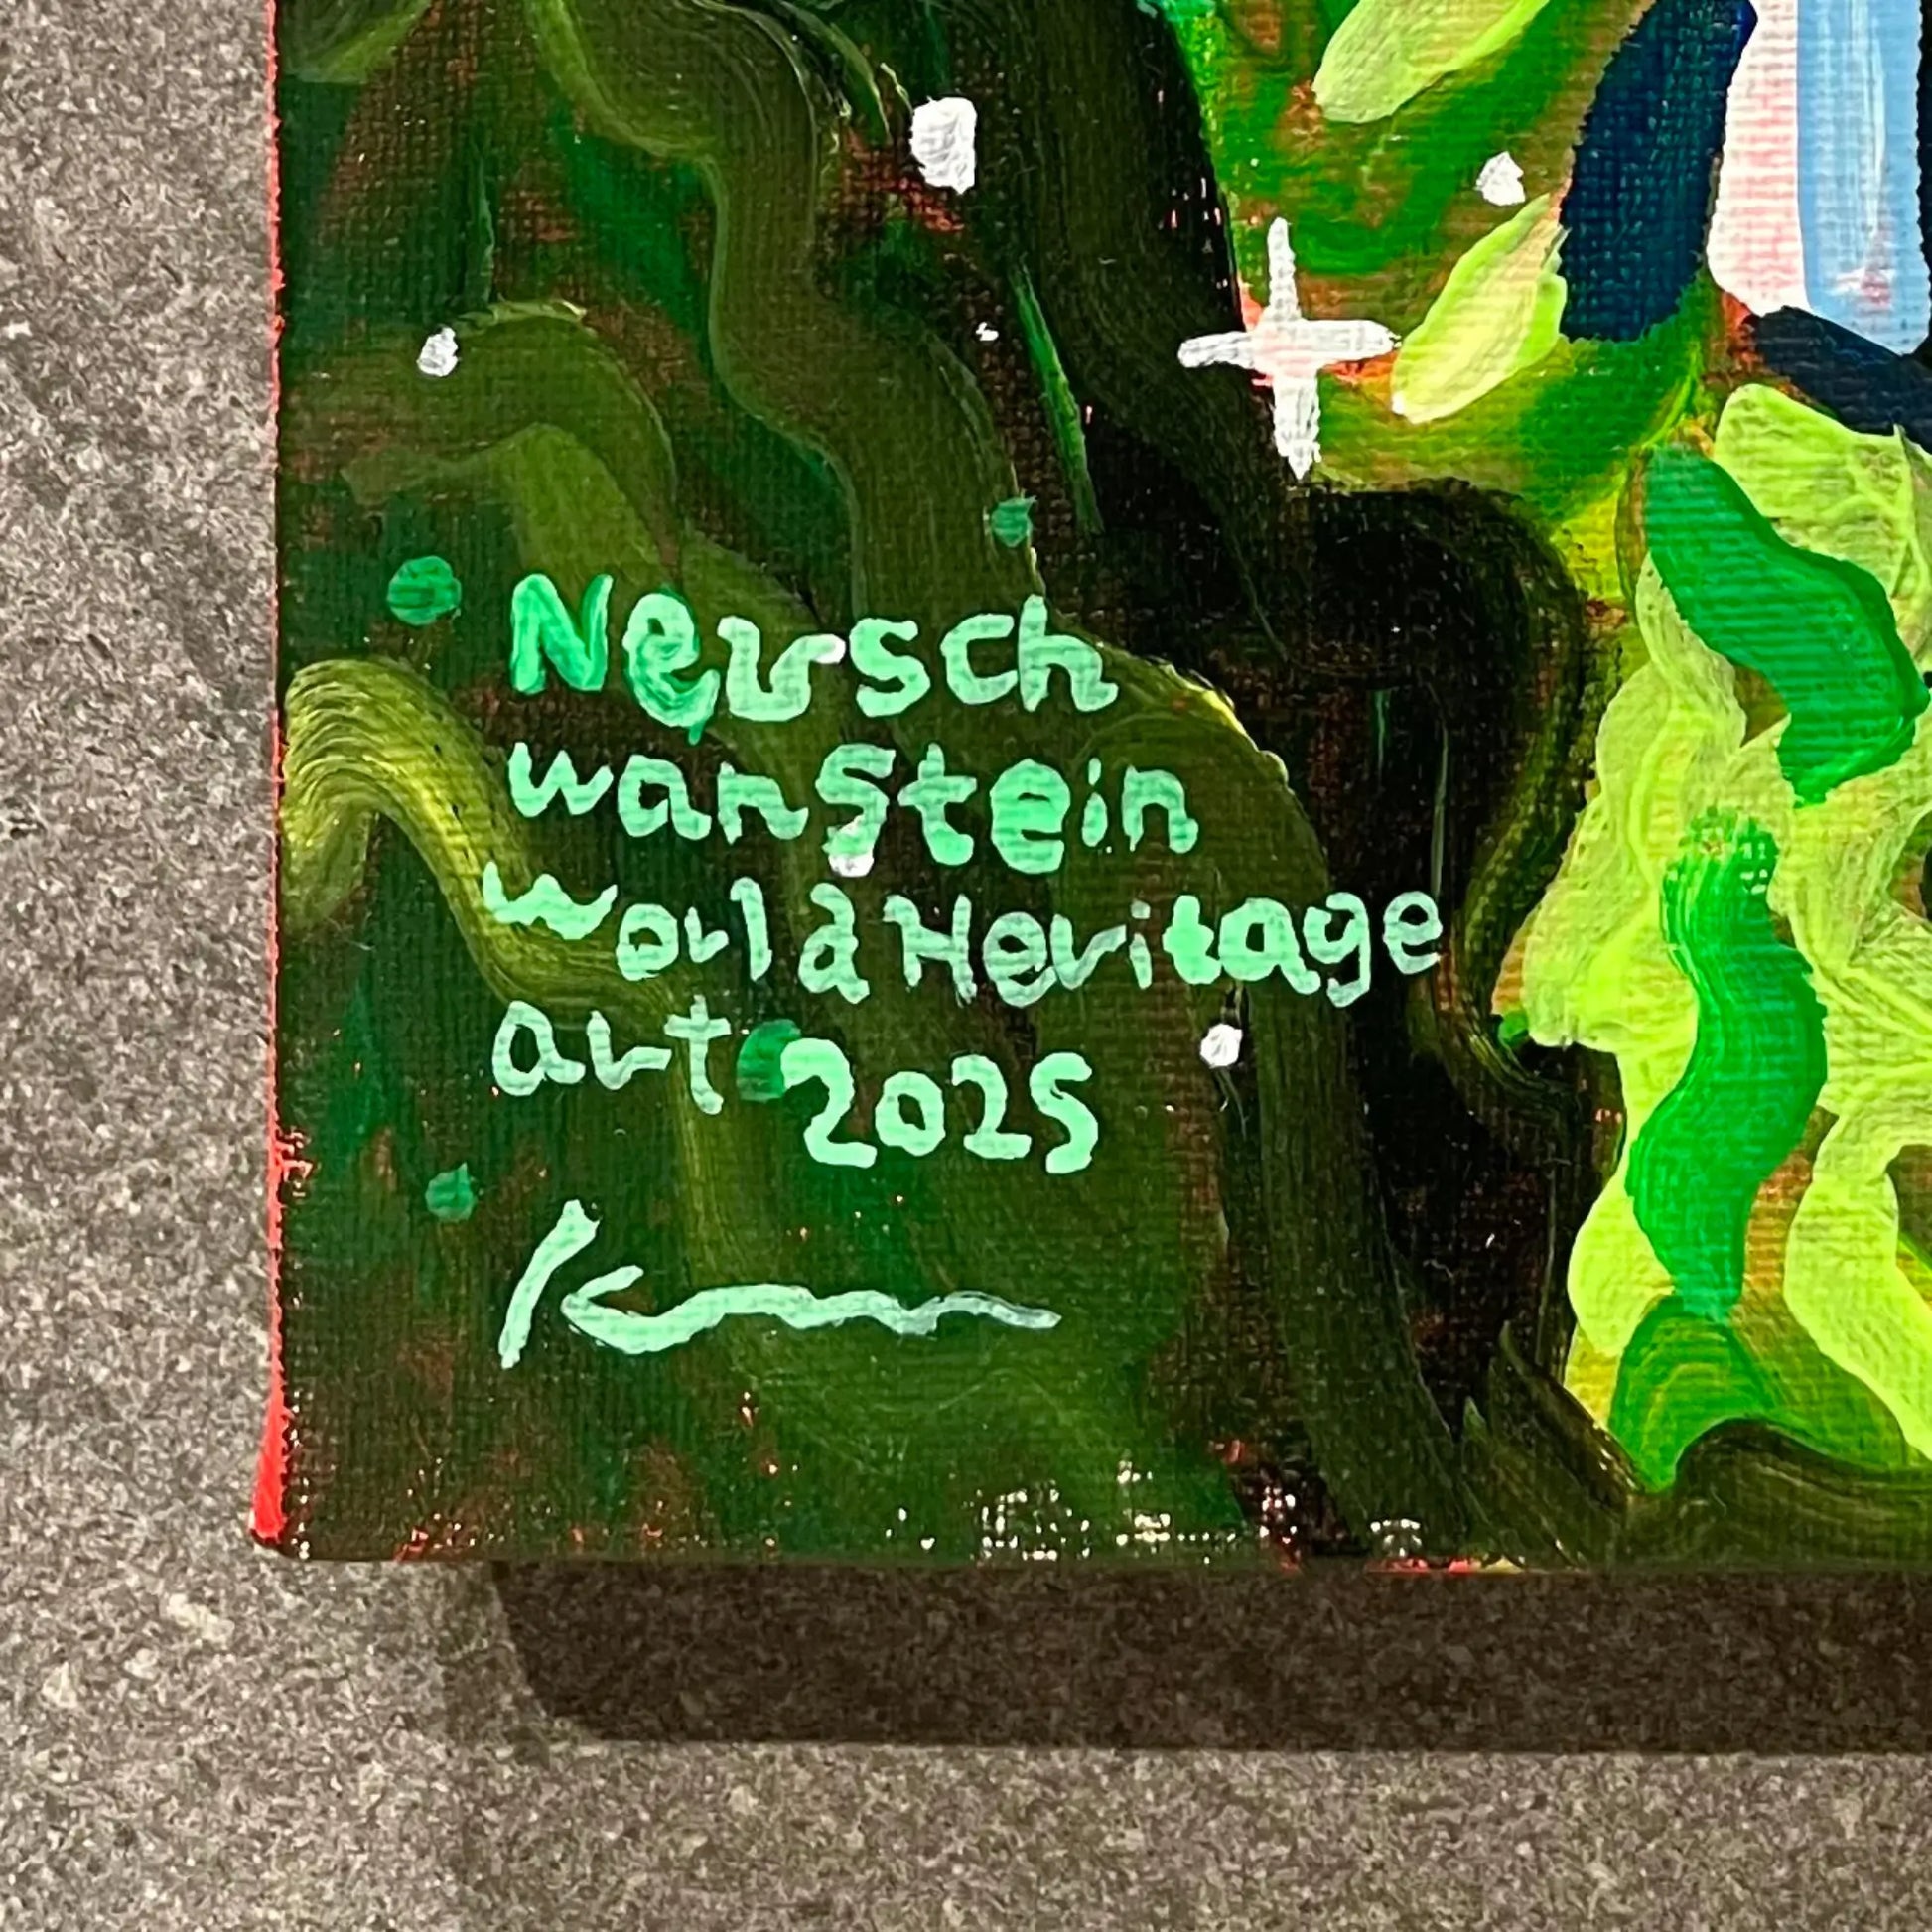 Neusch
wanstein
World Heritage
art 2025